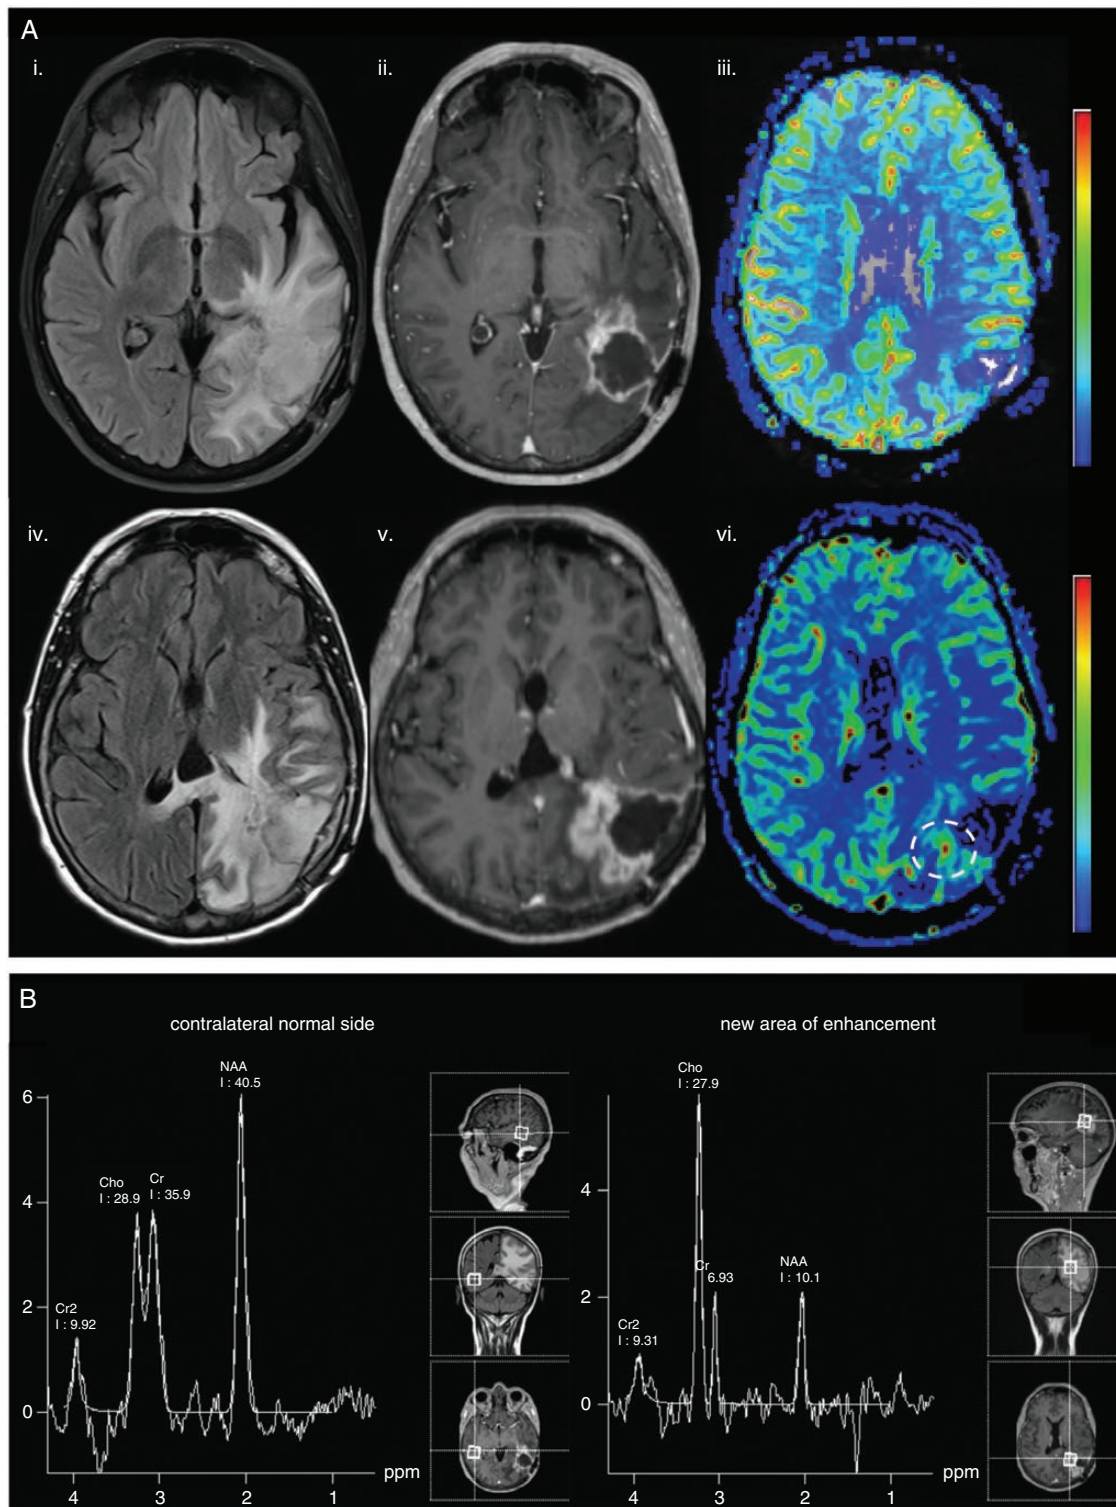 A
i.
ii.
iii.
iv.
v.
vi.
B
contralateral normal side
new area of enhancement
NAA
I : 40.5
Cho
I : 28.9
Cr
I : 35.9
Cr2
I : 9.92
6
4
2
0
4
3
2
1
ppm
Cho
I : 27.9
Cr
6.93
NAA
I : 10.1
Cr2
I : 9.31
4
2
0
4
3
2
1
ppm